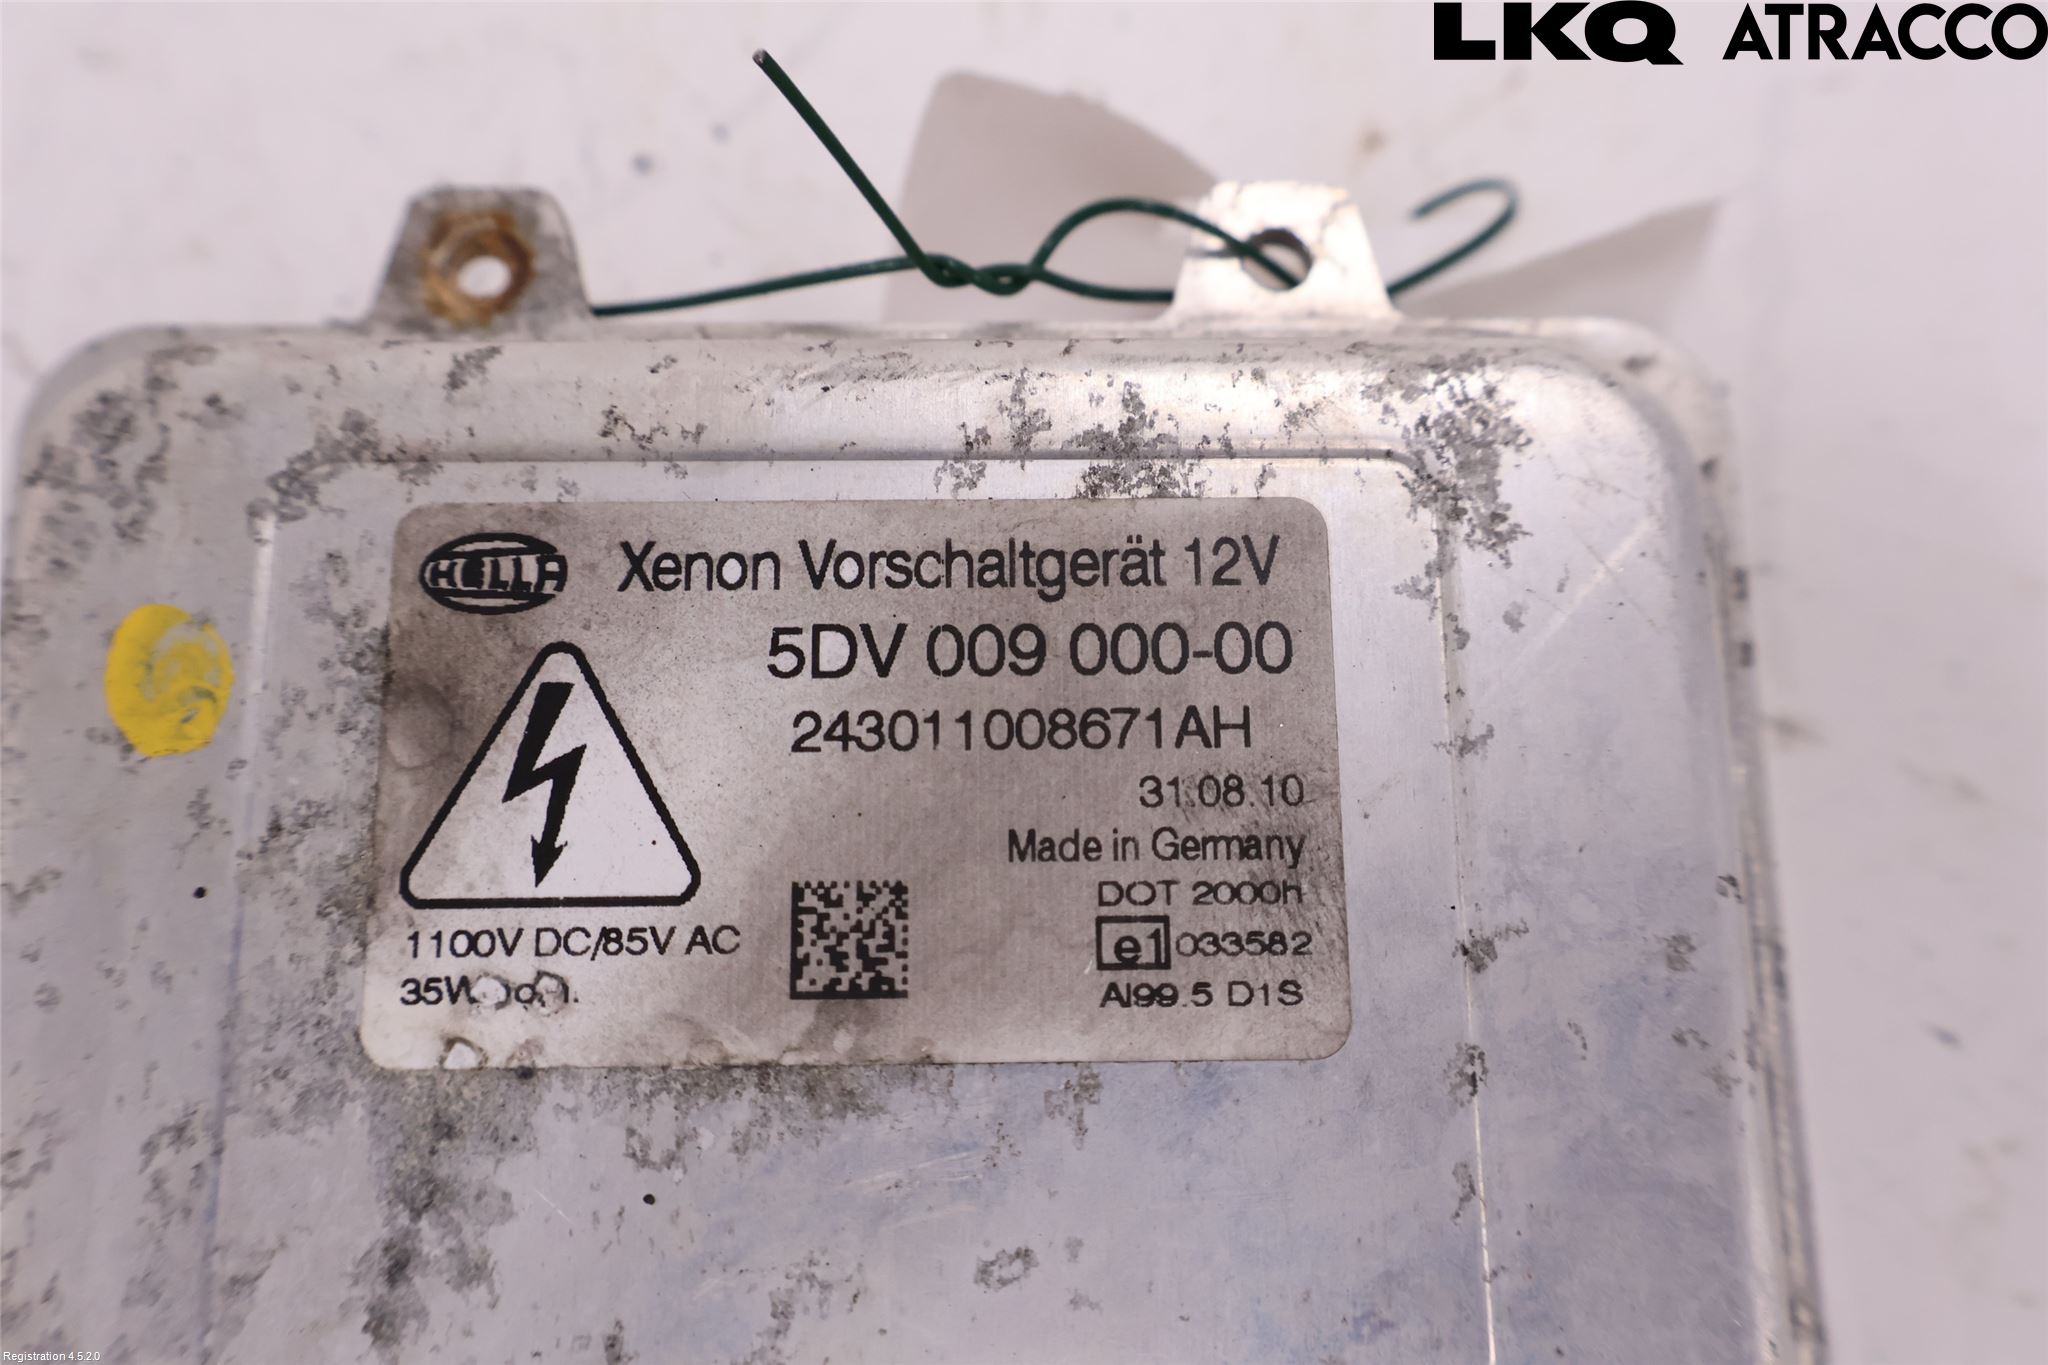 LKQ ATRACCO
HELLA
Xenon Vorschaltgerät 12V
5DV 009 000-00
243011008671AH
31.08.10
Made in Germany
DOT 2000h
1100V DC/85V AC
e1 033582
35W
AI99.5 D1S
Registration 4.5.2.0